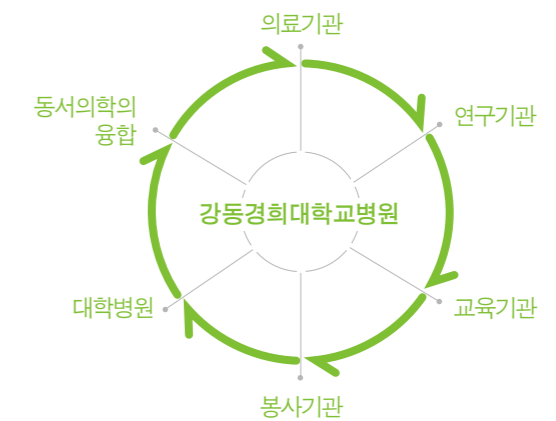 의료기관
동서의학의
융합
연구기관
강동경희대학교병원
대학병원
교육기관
봉사기관